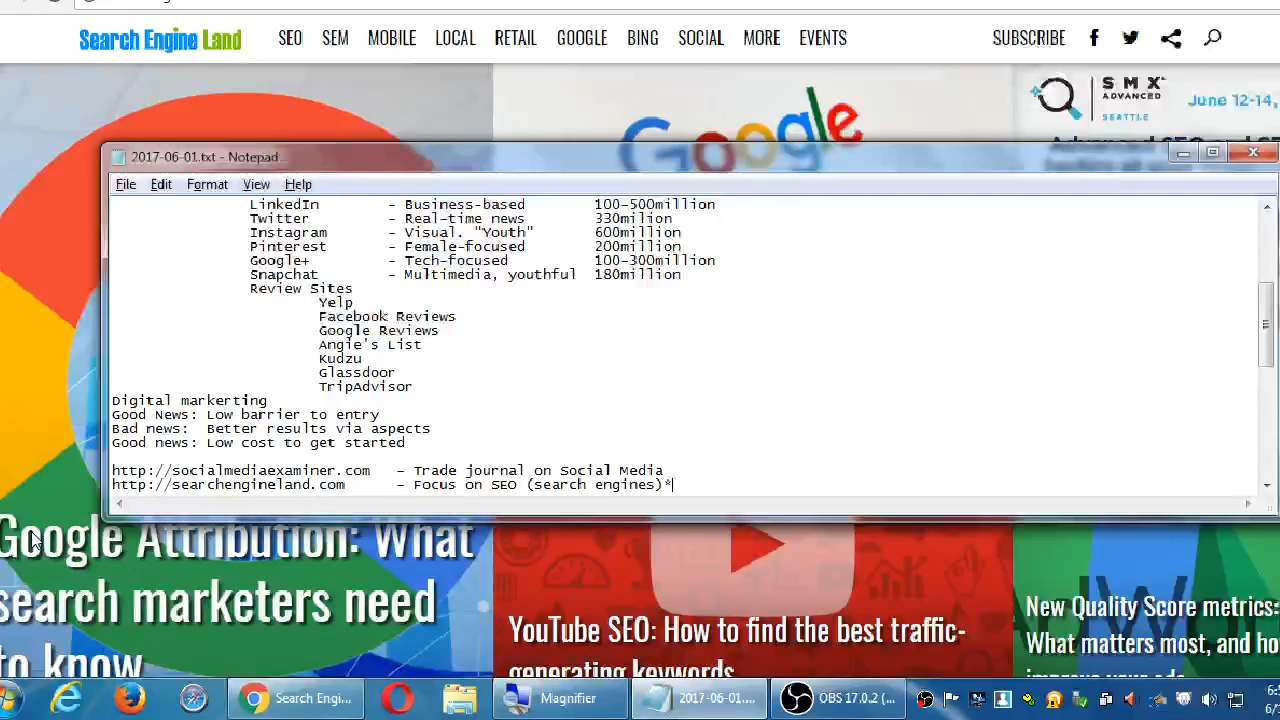 Search Engine Land SEO SEM MOBILE LOCAL RETAIL GOOGLE BING SOCIAL MORE EVENTS SUBSCRIBE
Google
SMX
ADVANCED
SEATTLE
June 12-14,
2017-06-01.txt - Notepad
File Edit Format View Help
LinkedIn - Business-based 100-500million
Twitter - Real-time news 330milion
Instagram - Visual. "Youth" 600million
Pinterest - Female-focused 200million
Google+ - Tech-focused 100-300million
Snapchat - Multimedia, youthful 180million
Review Sites
Yelp
Facebook Reviews
Google Reviews
Angie's List
Kudzu
Glassdoor
TripAdvisor
Digital markerting
Good News: Low barrier to entry
Bad news: Better results via aspects
Good news: Low cost to get started
http://socialmediaexaminer.com - Trade journal on Social Media
http://searchengineland.com - Focus on SEO (search engines)*
Google Attribution: What
search marketers need
to know
YouTube SEO: How to find the best traffic-
generating keywords
New Quality Score metrics:
What matters most, and ho
Search Engi... Magnifier 2017-06-01.... OBS 17.0.2 (...